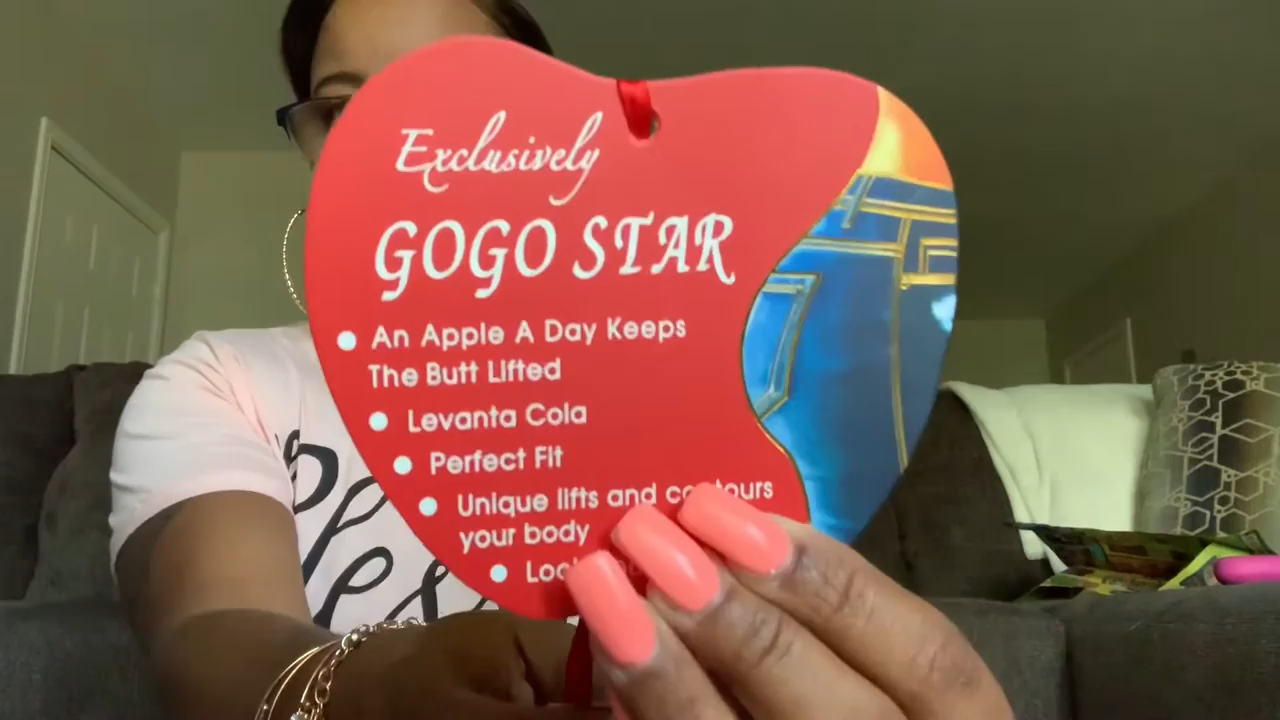 Exclusively
GOGO STAR
An Apple A Day Keeps
The Butt Lifted
Levanta Cola
Perfect Fit
Unique lifts and contours
your body